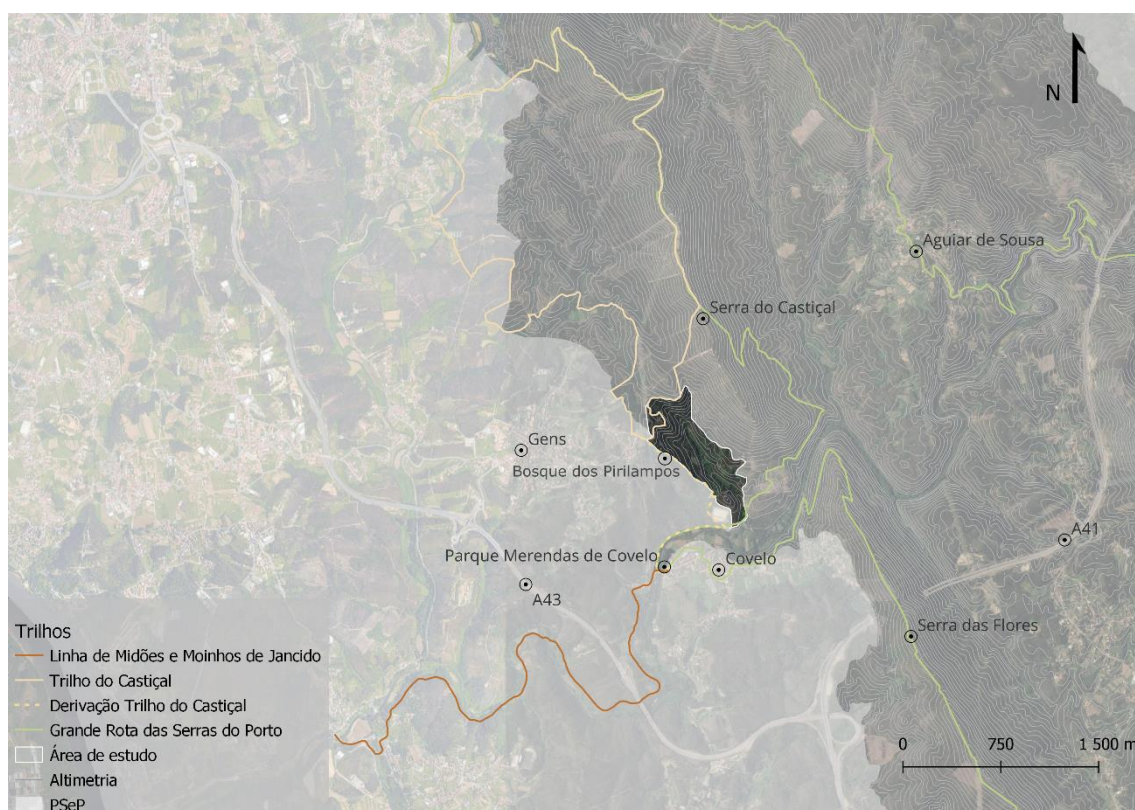 N
Aguiar de Sousa
Serra do Castiçal
Gens
Bosque dos Pirilampos
A41
Parque Merendas de Covelo
Covelo
A43
Serra das Flores
Trilhos
Linha de Midões e Moinhos de Jancido
Trilho do Castiçal
Derivação Trilho do Castiçal
Grande Rota das Serras do Porto
Área de estudo
Altimetria
PSeP
0 750 1 500 m